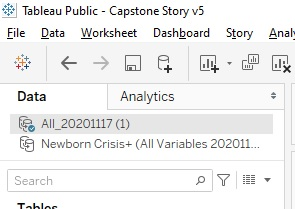 Tableau Public - Capstone Story v5
File Data Worksheet Dashboard Story Analy
Data Analytics
All_20201117 (1)
Newborn Crisis+ (All Variables 202011...
Search
Tables